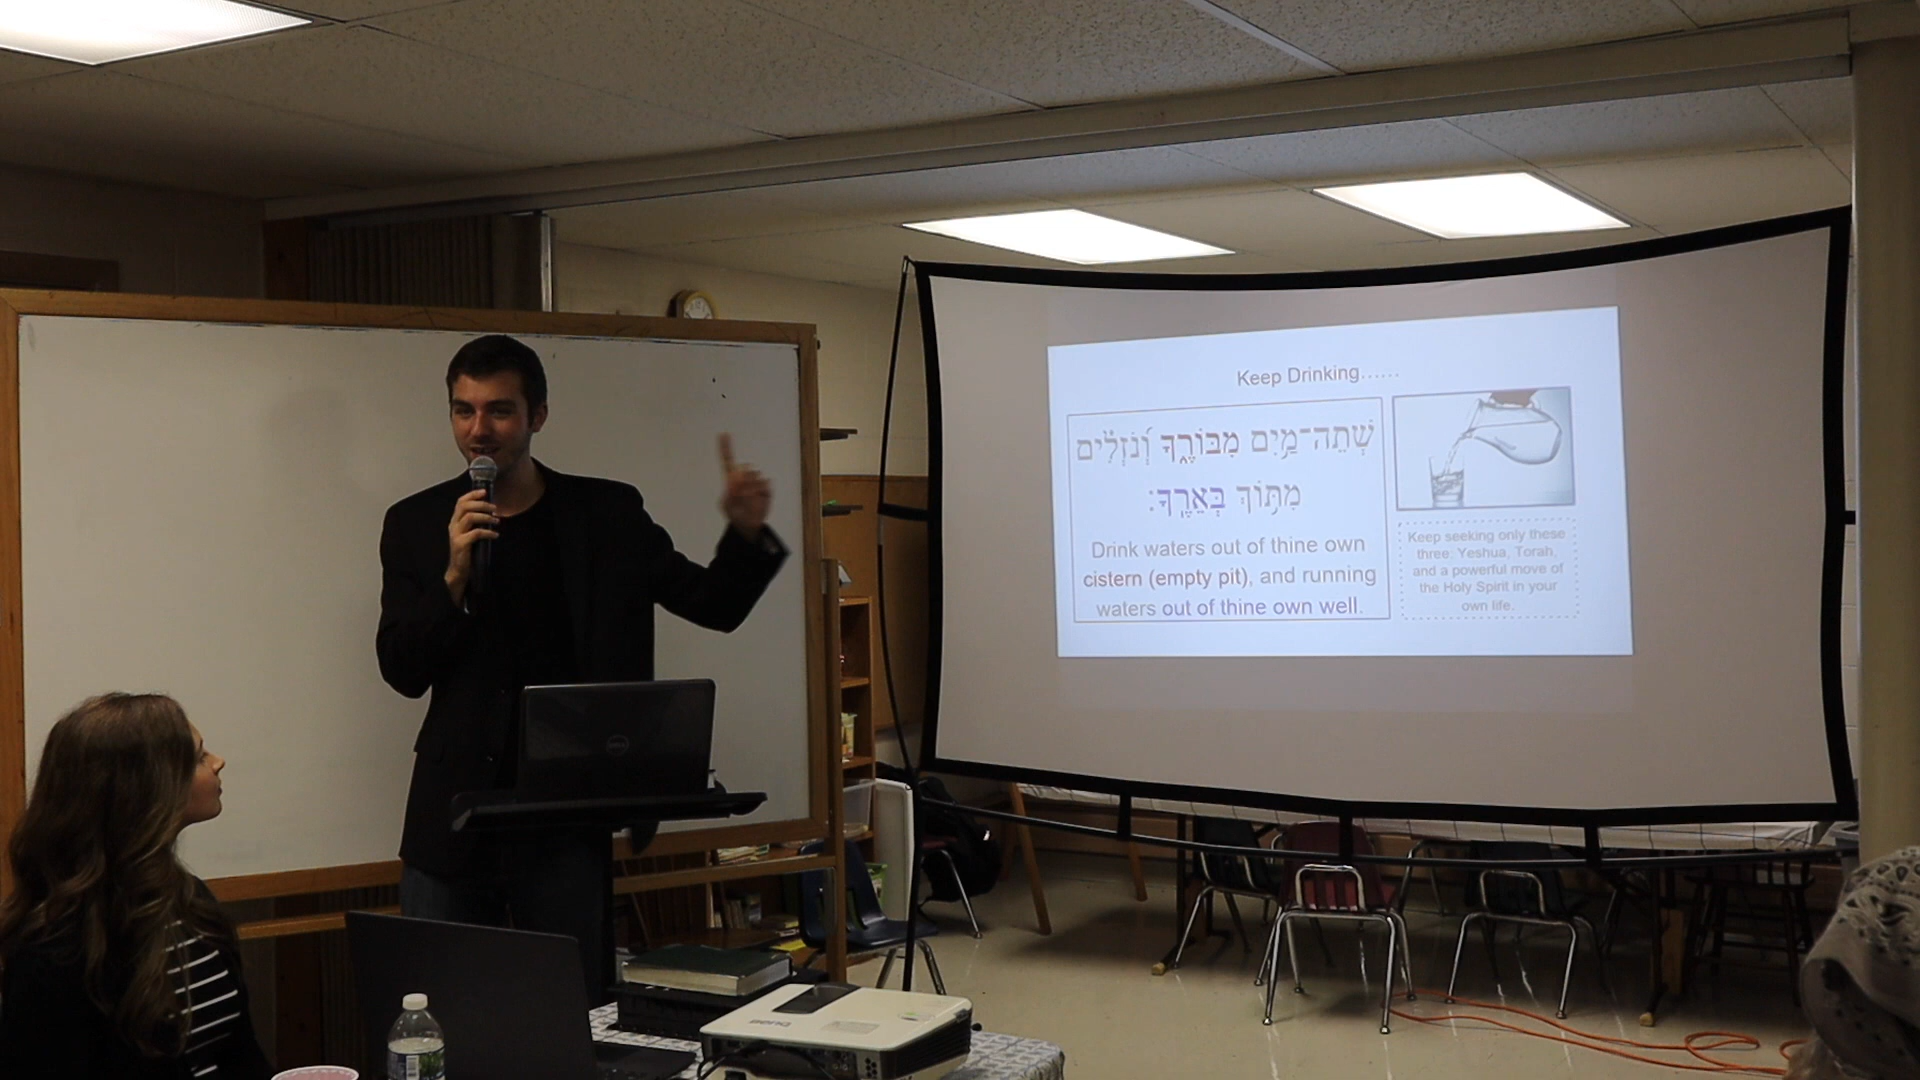 Keep Drinking......
שְׁתֵה־מַ֥יִם מִבּוֹרֶ֑ךָ וְ֝נֹזְלִ֗ים
מִתּ֥וֹךְ בְּאֵרֶֽךָ׃
Drink waters out of thine own
cistern (empty pit), and running
waters out of thine own well.
Keep seeking only these
three: Yeshua, Torah,
and a powerful move of
the Holy Spirit in your
own life.
DELL
BenQ